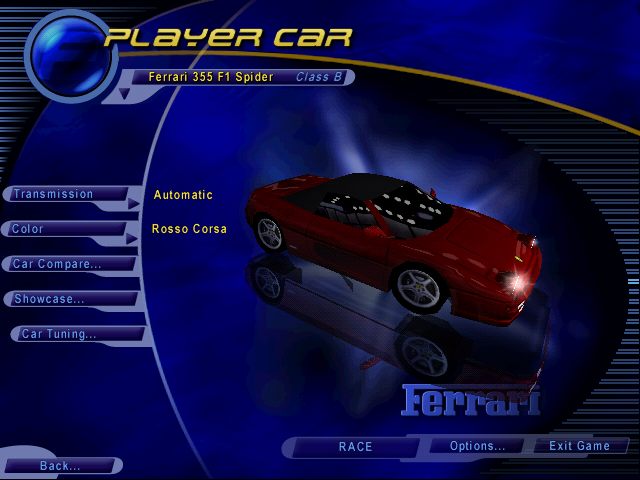 PLAYER CAR
Ferrari 355 F1 Spider Class B
Transmission Automatic
Color Rosso Corsa
Car Compare...
Showcase...
Car Tuning...
Ferrari
RACE Options... Exit Game
Back...